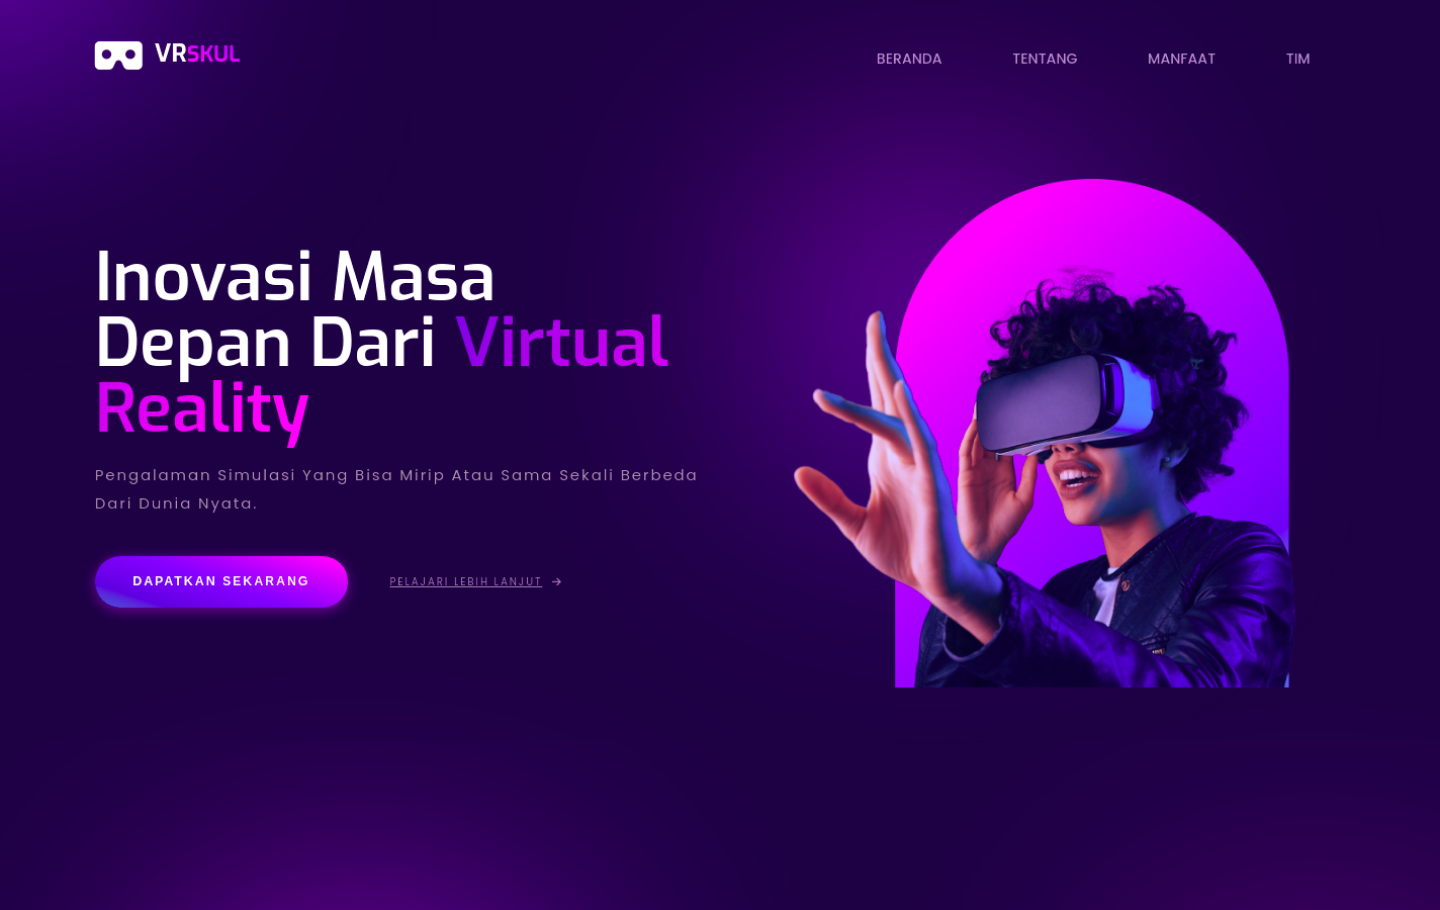 VRSKUL
BERANDA
TENTANG
MANFAAT
TIM
Inovasi Masa
Depan Dari Virtual
Reality
Pengalaman Simulasi Yang Bisa Mirip Atau Sama Sekali Berbeda
Dari Dunia Nyata.
DAPATKAN SEKARANG
PELAJARI LEBIH LANJUT →